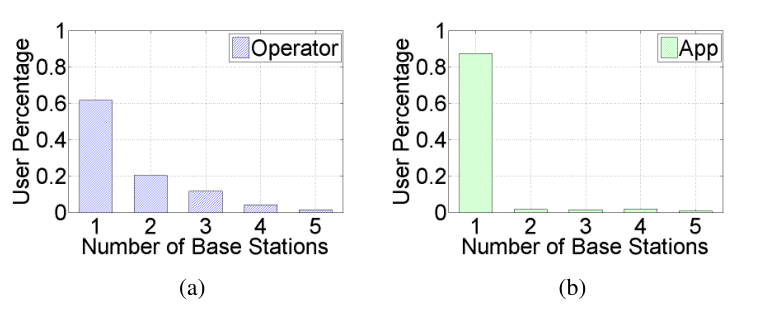 Operator
User Percentage
1
0.8
0.6
0.4
0.2
0
1 2 3 4 5
Number of Base Stations
(a)
App
User Percentage
1
0.8
0.6
0.4
0.2
0
1 2 3 4 5
Number of Base Stations
(b)